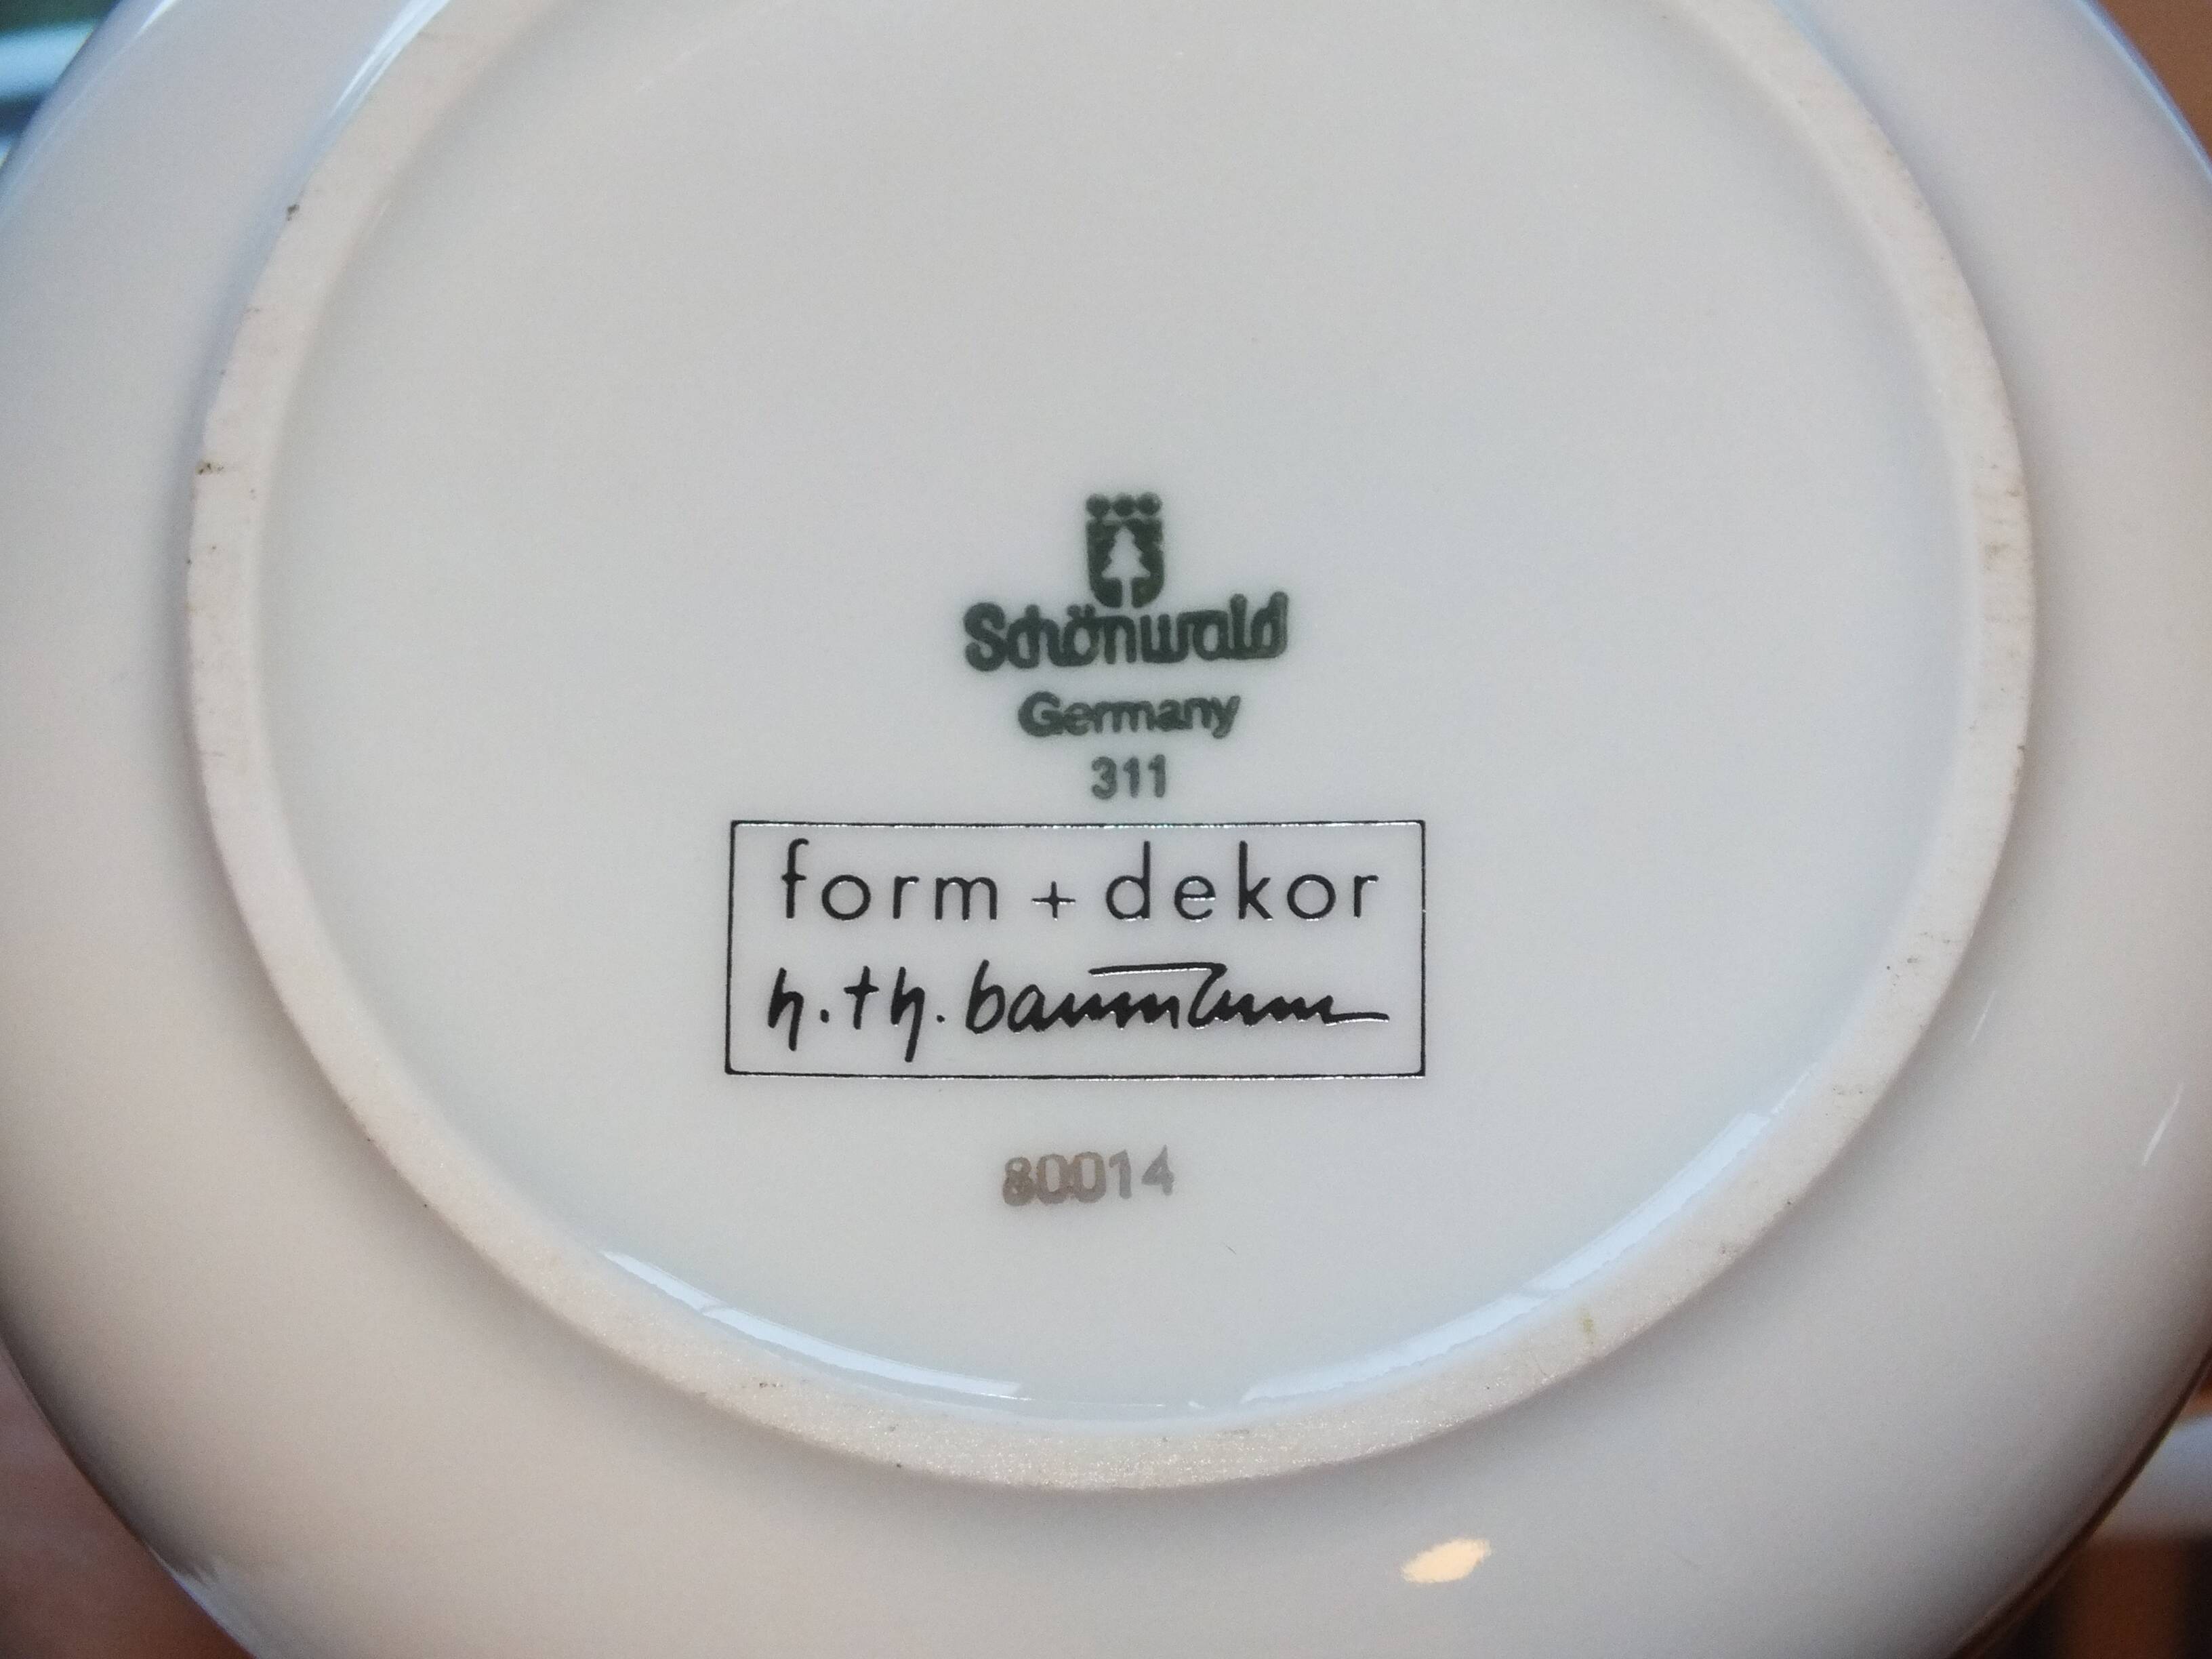 Schönwald
Germany
311
form + dekor
h.th.baumann
80014